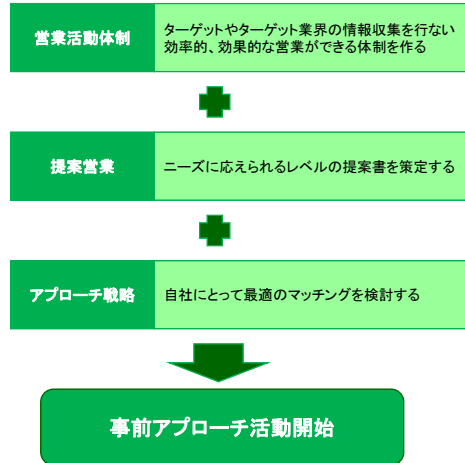 営業活動体制
ターゲットやターゲット業界の情報収集を行ない
効率的、効果的な営業ができる体制を作る
提案営業
ニーズに応えられるレベルの提案書を策定する
アプローチ戦略
自社にとって最適のマッチングを検討する
事前アプローチ活動開始